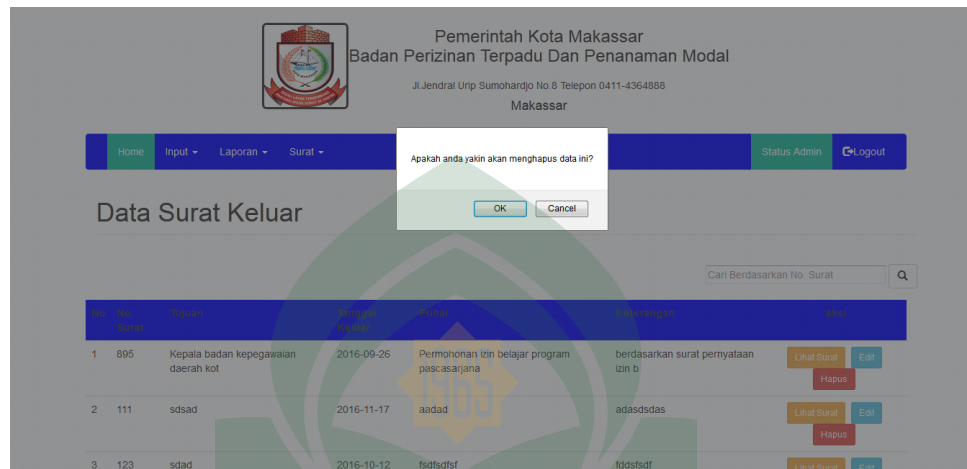 Pemerintah Kota Makassar
Badan Perizinan Terpadu Dan Penanaman Modal
Jl.Jendral Urip Sumohardjo No.8 Telepon 0411-4364888
Makassar
Home Input Laporan Surat Status Admin Logout
Apakah anda yakin akan menghapus data ini?
OK Cancel
Data Surat Keluar
Cari Berdasarkan No. Surat
No No. Surat Tujuan Tanggal Keluar Prihal Keterangan Aksi
1 895 Kepala badan kepegawaian daerah kot 2016-09-26 Permohonan izin belajar program pascasarjana berdasarkan surat pernyataan izin b Lihat Surat Edit Hapus
2 111 sdsad 2016-11-17 aadad adasdsdas Lihat Surat Edit Hapus
3 123 sdad 2016-10-12 fsdfsdfsf fddsfsdf Lihat Surat Edit
1965